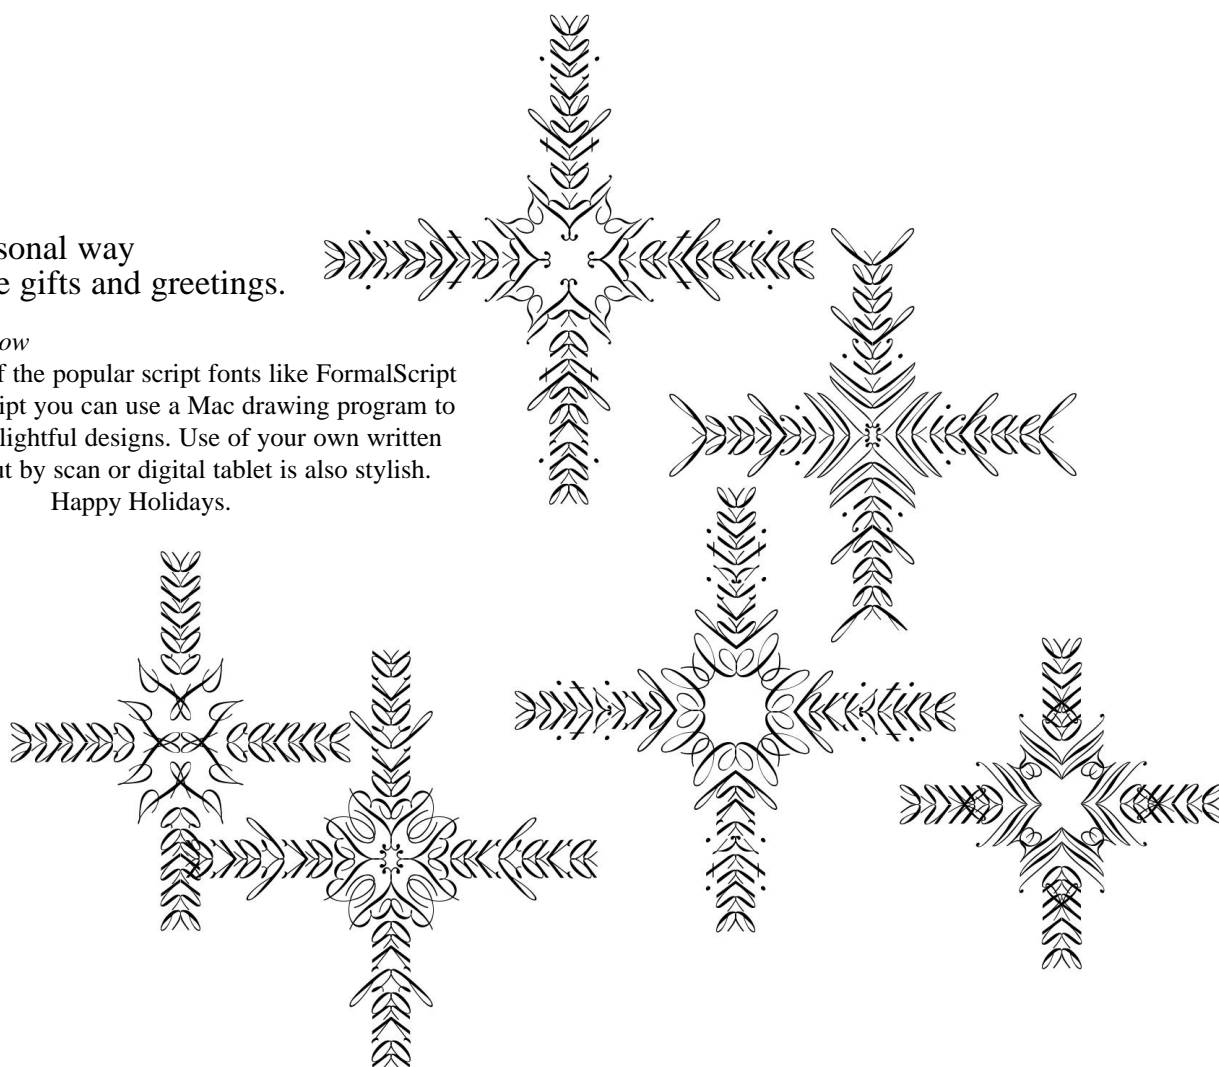 sonal way
e gifts and greetings.
ow
f the popular script fonts like FormalScript
ipt you can use a Mac drawing program to
lightful designs. Use of your own written
ut by scan or digital tablet is also stylish.
Happy Holidays.
Katherine
Michael
Christine
Joanne
Barbara